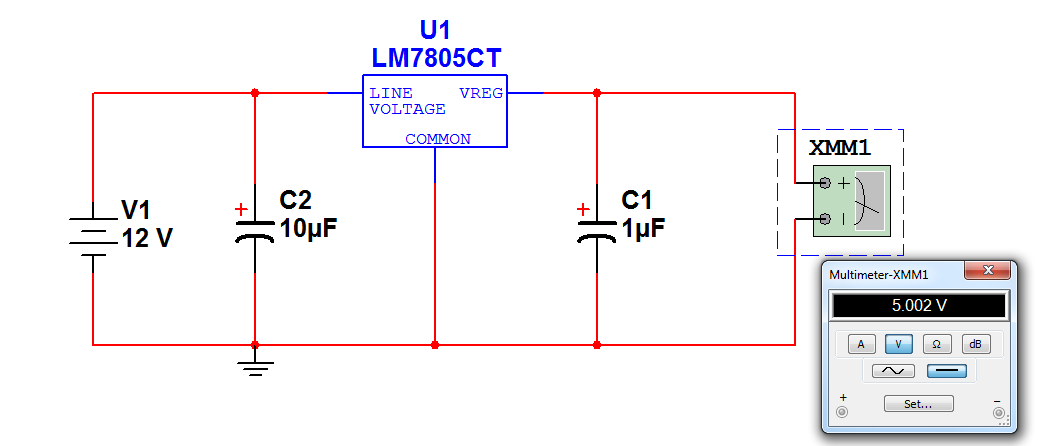 U1
LM7805CT
LINE VREG
VOLTAGE
COMMON
XMM1
+
V1
12 V
+
C2
10µF
+
C1
1µF
Multimeter-XMM1
5.002 V
A V Ω dB
Set...
+ −